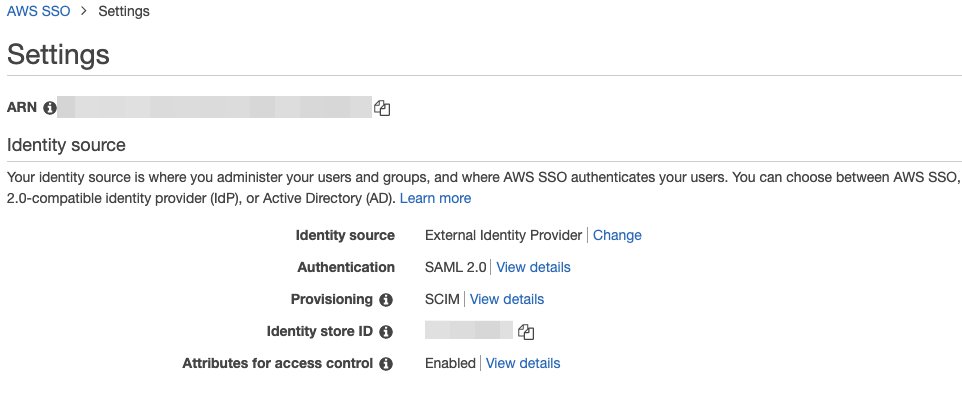 AWS SSO > Settings
Settings
ARN
Identity source
Your identity source is where you administer your users and groups, and where AWS SSO authenticates your users. You can choose between AWS SSO,
2.0-compatible identity provider (IdP), or Active Directory (AD). Learn more
Identity source External Identity Provider | Change
Authentication SAML 2.0 | View details
Provisioning SCIM | View details
Identity store ID
Attributes for access control Enabled | View details